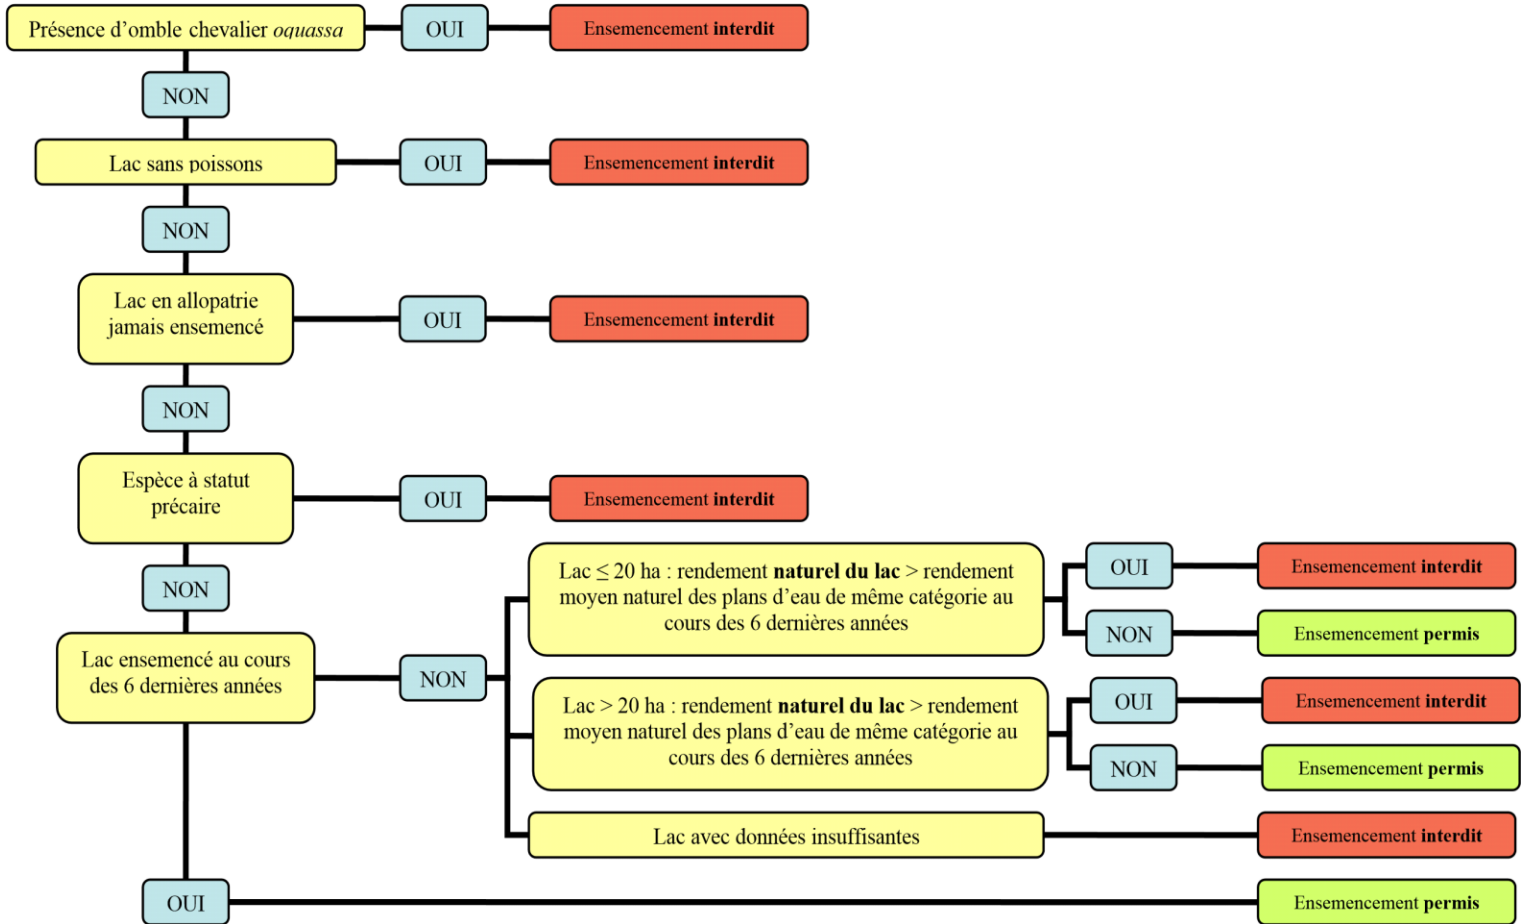 Présence d'omble chevalier oquassa
OUI
Ensemencement interdit
NON
Lac sans poissons
OUI
Ensemencement interdit
NON
Lac en allopatrie
jamais ensemencé
OUI
Ensemencement interdit
NON
Espèce à statut
précaire
OUI
Ensemencement interdit
NON
Lac ensemencé au cours
des 6 dernières années
NON
Lac ≤ 20 ha : rendement naturel du lac > rendement
moyen naturel des plans d'eau de même catégorie au
cours des 6 dernières années
OUI
Ensemencement interdit
NON
Ensemencement permis
Lac > 20 ha : rendement naturel du lac > rendement
moyen naturel des plans d'eau de même catégorie au
cours des 6 dernières années
OUI
Ensemencement interdit
NON
Ensemencement permis
Lac avec données insuffisantes
Ensemencement interdit
OUI
Ensemencement permis